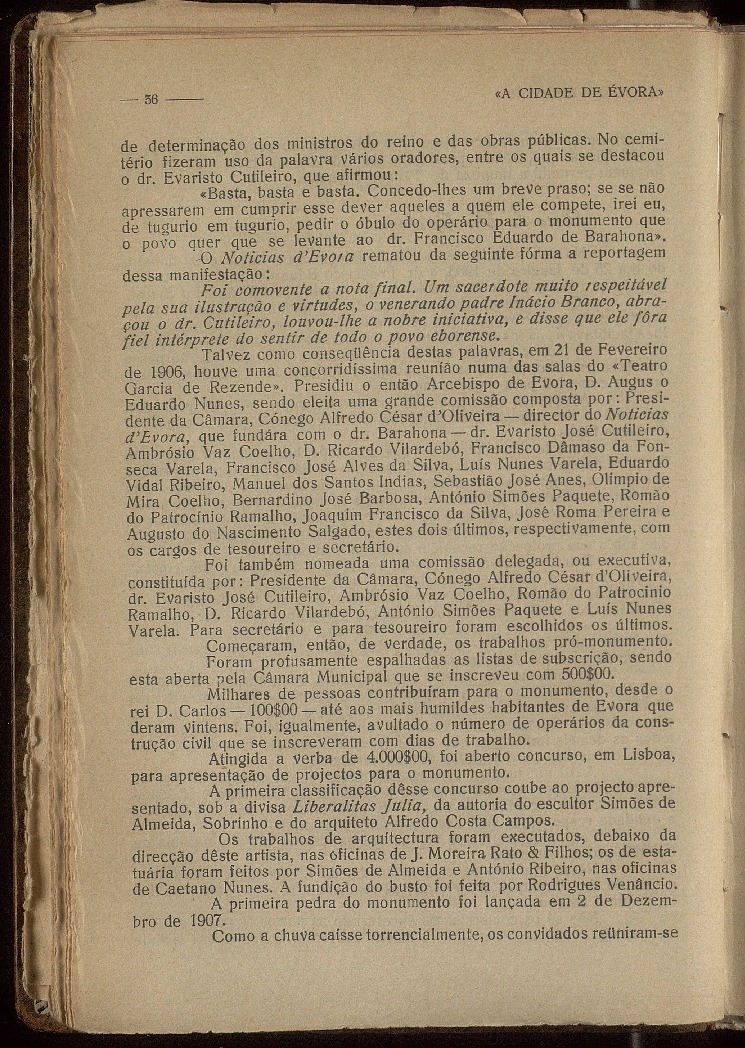 — 36 —— «A CIDADE DE ÉVORA»
de determinação dos ministros do reino e das obras públicas. No cemi-
tério fizeram uso da palavra vários oradores, entre os quais se destacou
o dr. Evaristo Cutileiro, que afirmou:
«Basta, basta e basta. Concedo-lhes um breve praso; se se não
apressarem em cumprir esse dever aqueles a quem ele compete, irei eu,
de tugurio em tugurio, pedir o óbulo do operário para o monumento que
o povo quer que se levante ao dr. Francisco Eduardo de Barahona».
O Noticias d'Evora rematou da seguinte fórma a reportagem
dessa manifestação:
Foi comovente a nota final. Um sacerdote muito respeitável
pela sua ilustração e virtudes, o venerando padre Inácio Branco, abra-
çou o dr. Cutileiro, louvou-lhe a nobre iniciativa, e disse que ele fôra
fiel intérprete do sentir de todo o povo eborense.
Talvez como conseqüência destas palavras, em 21 de Fevereiro
de 1906, houve uma concorridíssima reunião numa das salas do «Teatro
Garcia de Rezende». Presidiu o então Arcebispo de Evora, D. Augus o
Eduardo Nunes, sendo eleita uma grande comissão composta por: Presi-
dente da Câmara, Cónego Alfredo César d'Oliveira — director do Noticias
d'Evora, que fundára com o dr. Barahona — dr. Evaristo José Cutileiro,
Ambrósio Vaz Coelho, D. Ricardo Vilardebó, Francisco Dâmaso da Fon-
seca Varela, Francisco José Alves da Silva, Luís Nunes Varela, Eduardo
Vidal Ribeiro, Manuel dos Santos Indias, Sebastião José Anes, Olimpio de
Mira Coelho, Bernardino José Barbosa, António Simões Paquete, Romão
do Patrocínio Ramalho, Joaquim Francisco da Silva, José Roma Pereira e
Augusto do Nascimento Salgado, estes dois últimos, respectivamente, com
os cargos de tesoureiro e secretário.
Foi também nomeada uma comissão delegada, ou executiva,
constituída por: Presidente da Câmara, Cónego Alfredo César d'Oliveira,
dr. Evaristo José Cutileiro, Ambrósio Vaz Coelho, Romão do Patrocinio
Ramalho, D. Ricardo Vilardebó, António Simões Paquete e Luís Nunes
Varela. Para secretário e para tesoureiro foram escolhidos os últimos.
Começaram, então, de verdade, os trabalhos pró-monumento.
Foram profusamente espalhadas as listas de subscrição, sendo
esta aberta pela Câmara Municipal que se inscreveu com 500$00.
Milhares de pessoas contribuíram para o monumento, desde o
rei D. Carlos — 100$00 — até aos mais humildes habitantes de Evora que
deram vintens. Foi, igualmente, avultado o número de operários da cons-
trução civil que se inscreveram com dias de trabalho.
Atingida a verba de 4.000$00, foi aberto concurso, em Lisboa,
para apresentação de projectos para o monumento.
A primeira classificação dêsse concurso coube ao projecto apre-
sentado, sob a divisa Liberalitas Julia, da autoria do escultor Simões de
Almeida, Sobrinho e do arquiteto Alfredo Costa Campos.
Os trabalhos de arquitectura foram executados, debaixo da
direcção dêste artista, nas oficinas de J. Moreira Rato & Filhos; os de esta-
tuária foram feitos por Simões de Almeida e António Ribeiro, nas oficinas
de Caetano Nunes. A fundição do busto foi feita por Rodrigues Venâncio.
A primeira pedra do monumento foi lançada em 2 de Dezem-
bro de 1907.
Como a chuva caisse torrencialmente, os convidados reüniram-se